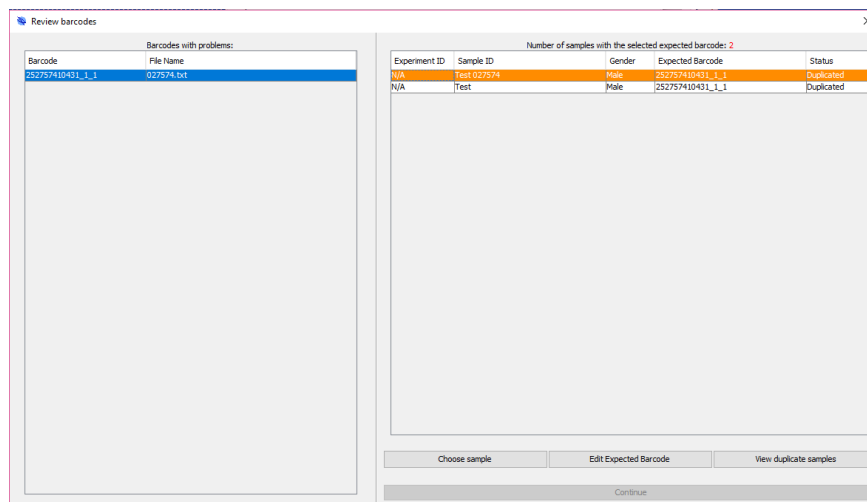 Review barcodes
Barcodes with problems:
Barcode File Name
252757410431_1_1 027574.txt
Number of samples with the selected expected barcode: 2
Experiment ID Sample ID Gender Expected Barcode Status
N/A Test 027574 Male 252757410431_1_1 Duplicated
N/A Test Male 252757410431_1_1 Duplicated
Choose sample Edit Expected Barcode View duplicate samples
Continue